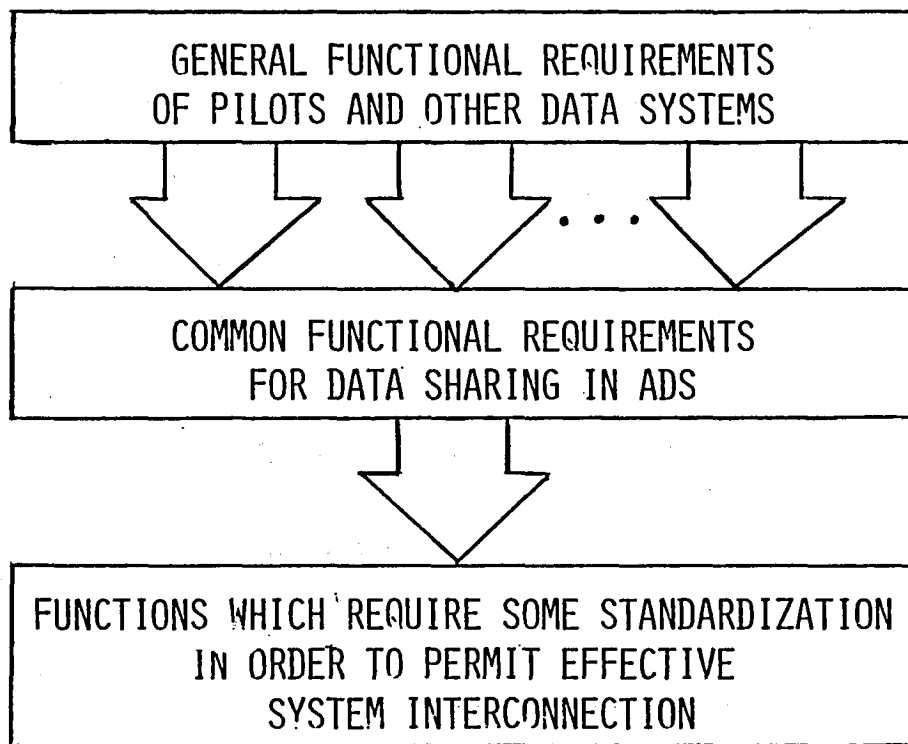 GENERAL FUNCTIONAL REQUIREMENTS
OF PILOTS AND OTHER DATA SYSTEMS
. . .
COMMON FUNCTIONAL REQUIREMENTS
FOR DATA SHARING IN ADS
FUNCTIONS WHICH REQUIRE SOME STANDARDIZATION
IN ORDER TO PERMIT EFFECTIVE
SYSTEM INTERCONNECTION